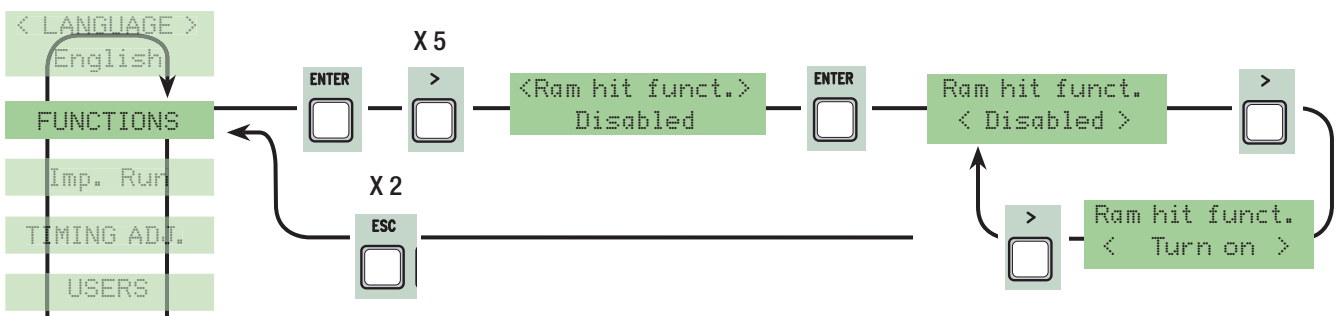 < LANGUAGE >
English
FUNCTIONS
Imp. Run
TIMING ADJ.
USERS
ENTER
X 5
>
<Ram hit funct.>
Disabled
ENTER
Ram hit funct.
< Disabled >
>
Ram hit funct.
< Turn on >
>
X 2
ESC